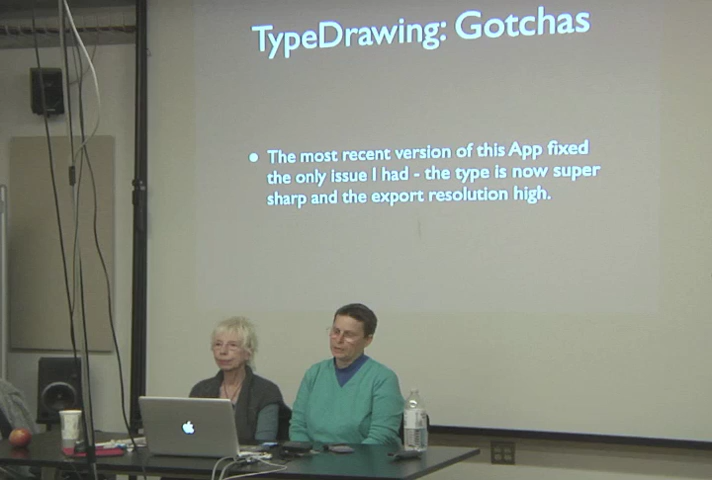 TypeDrawing: Gotchas
• The most recent version of this App fixed
the only issue I had - the type is now super
sharp and the export resolution high.